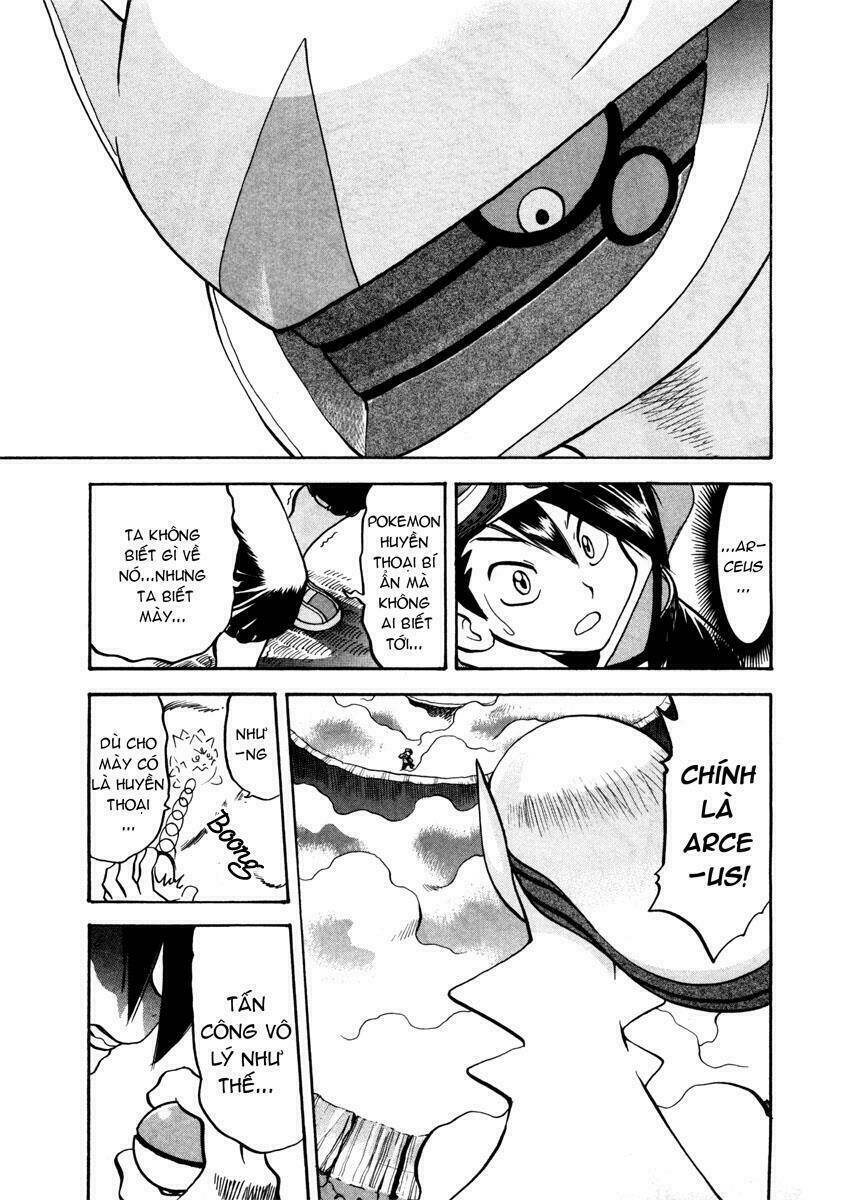 ...AR-
CEUS
...
POKEMON
HUYỀN
THOẠI BÍ
ẨN MÀ
KHÔNG
AI BIẾT
TỚI...
TA KHÔNG
BIẾT GÌ VỀ
NÓ...NHƯNG
TA BIẾT
MÀY...
CHÍNH
LÀ
ARCE
-US!
NHƯ
-NG
DÙ CHO
MÀY CÓ
LÀ HUYỀN
THOẠI
...
Boong
TẤN
CÔNG VÔ
LÝ NHƯ
THẾ...